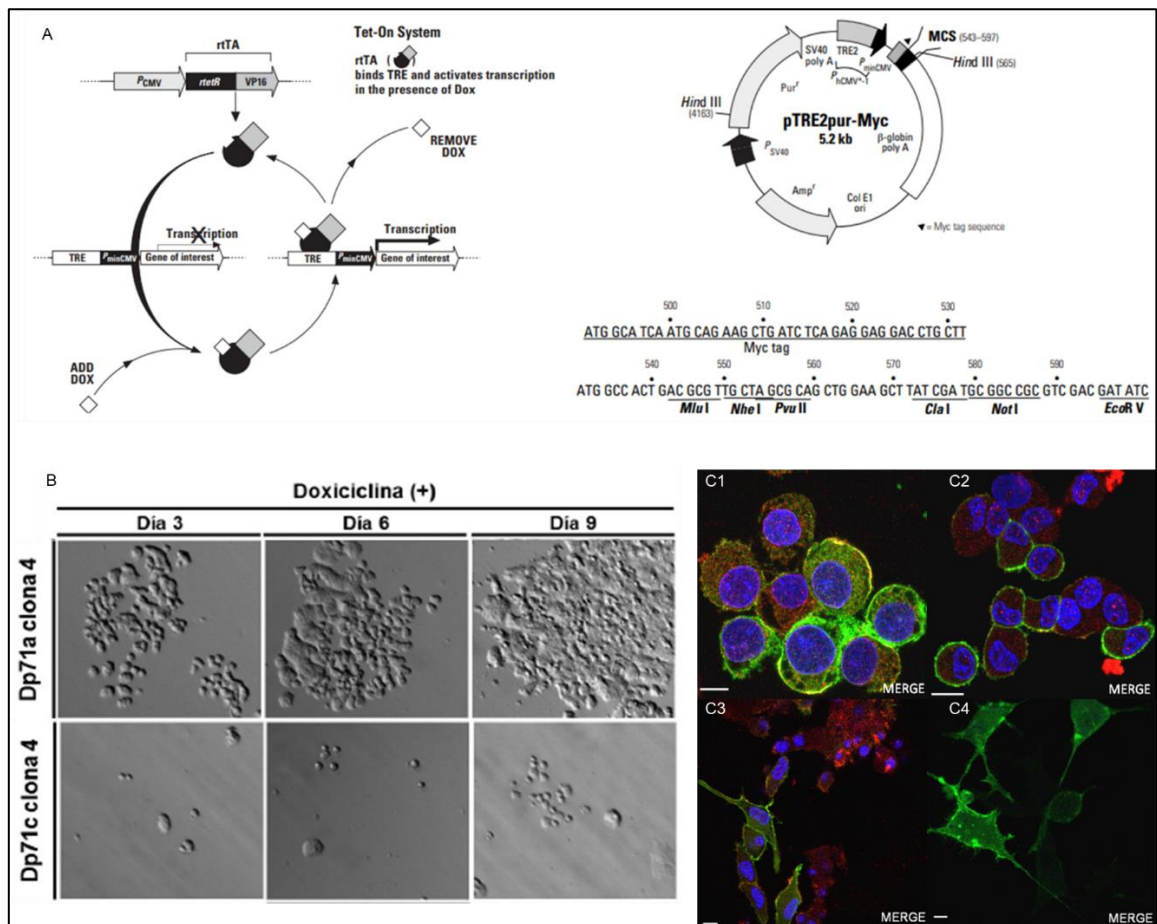 A
rtTA
PCMV
rtetR
VP16
Tet-On System
rtTA ( )
binds TRE and activates transcription
in the presence of Dox
REMOVE
DOX
Transcription
TRE
PminCMV
Gene of interest
Transcription
TRE
PminCMV
Gene of interest
ADD
DOX
SV40
poly A
TRE2
PminCMV
PhCMV*-1
MCS (543–597)
Hind III
(565)
Purr
Hind III
(4163)
pTRE2pur-Myc
5.2 kb
β-globin
poly A
PSV40
Ampr
Col E1
ori
= Myc tag sequence
500 510 520 530
ATG GCA TCA ATG CAG AAG CTG ATC TCA GAG GAG GAC CTG CTT
Myc tag
540 550 560 570 580 590
ATG GCC ACT GAC GCG TTG CTA GCG CAG CTG GAA GCT TAT CGA TGC GGC CGC GTC GAC GAT ATC
Mlu I Nhe I Pvu II Cla I Not I EcoR V
B
Doxiciclina (+)
Día 3 Día 6 Día 9
Dp71a clona 4
Dp71c clona 4
C1
MERGE
C2
MERGE
C3
MERGE
C4
MERGE